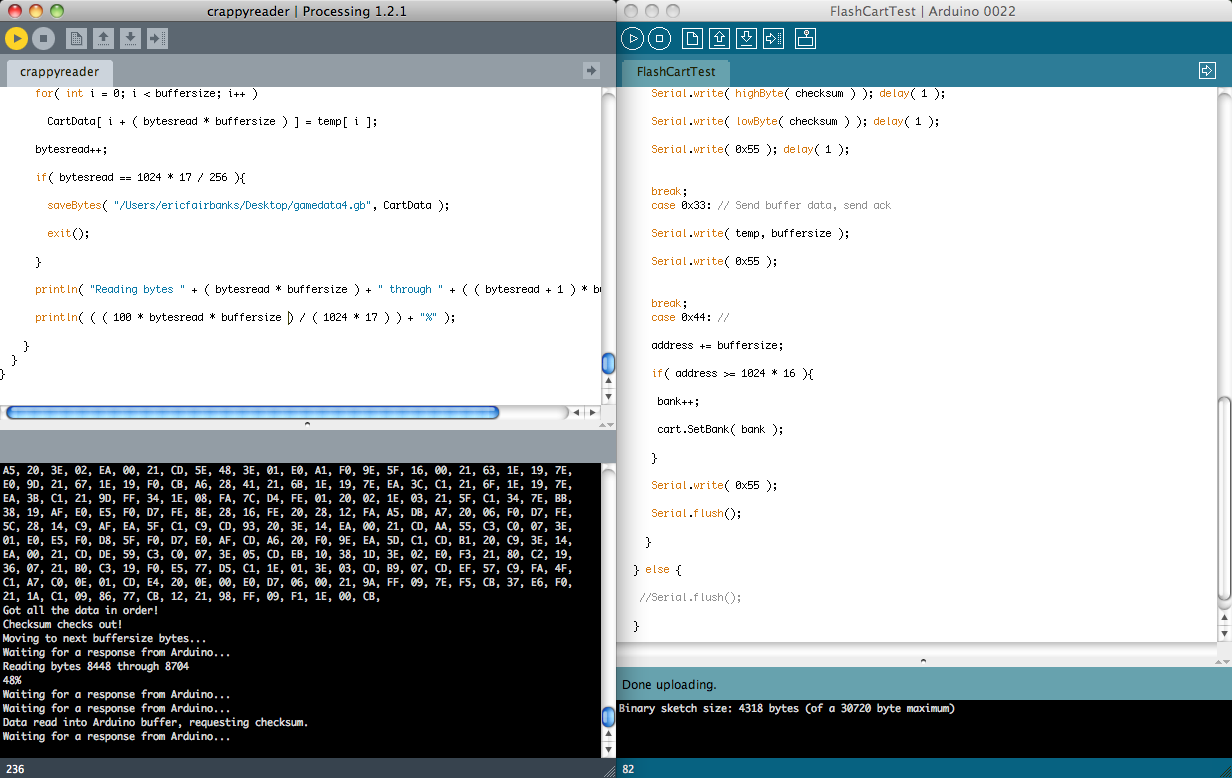 crappyreader | Processing 1.2.1
crappyreader
for( int i = 0; i < buffersize; i++ )
CartData[ i + ( bytesread * buffersize ) ] = temp[ i ];
bytesread++;
if( bytesread == 1024 * 17 / 256 ){
saveBytes( "/Users/ericfairbanks/Desktop/gamedata4.gb", CartData );
exit();
}
println( "Reading bytes " + ( bytesread * buffersize ) + " through " + ( ( bytesread + 1 ) * bu
println( ( ( 100 * bytesread * buffersize ) / ( 1024 * 17 ) ) + "%" );
}
}
}
A5, 20, 3E, 02, EA, 00, 21, CD, 5E, 48, 3E, 01, E0, A1, F0, 9E, 5F, 16, 00, 21, 63, 1E, 19, 7E,
E0, 9D, 21, 67, 1E, 19, F0, CB, A6, 28, 41, 21, 6B, 1E, 19, 7E, EA, 3C, C1, 21, 6F, 1E, 19, 7E,
EA, 3B, C1, 21, 9D, FF, 34, 1E, 08, FA, 7C, D4, FE, 01, 20, 02, 1E, 03, 21, 5F, C1, 34, 7E, BB,
38, 19, AF, E0, E5, F0, D7, FE, 8E, 28, 16, FE, 20, 28, 12, FA, A5, DB, A7, 20, 06, F0, D7, FE,
5C, 28, 14, C9, AF, EA, 5F, C1, C9, CD, 93, 20, 3E, 14, EA, 00, 21, CD, AA, 55, C3, C0, 07, 3E,
01, E0, E5, F0, D8, 5F, F0, D7, E0, AF, CD, A6, 20, F0, 9E, EA, 5D, C1, CD, B1, 20, C9, 3E, 14,
EA, 00, 21, CD, DE, 59, C3, C0, 07, 3E, 05, CD, EB, 10, 38, 1D, 3E, 02, E0, F3, 21, 80, C2, 19,
36, 07, 21, B0, C3, 19, F0, E5, 77, D5, C1, 1E, 01, 3E, 03, CD, B9, 07, CD, EF, 57, C9, FA, 4F,
C1, A7, C0, 0E, 01, CD, E4, 20, 0E, 00, E0, D7, 06, 00, 21, 9A, FF, 09, 7E, F5, CB, 37, E6, F0,
21, 1A, C1, 09, 86, 77, CB, 12, 21, 98, FF, 09, F1, 1E, 00, CB,
Got all the data in order!
Checksum checks out!
Moving to next buffersize bytes...
Waiting for a response from Arduino...
Reading bytes 8448 through 8704
48%
Waiting for a response from Arduino...
Waiting for a response from Arduino...
Data read into Arduino buffer, requesting checksum.
Waiting for a response from Arduino...
236
FlashCartTest | Arduino 0022
FlashCartTest
Serial.write( highByte( checksum ) ); delay( 1 );
Serial.write( lowByte( checksum ) ); delay( 1 );
Serial.write( 0x55 ); delay( 1 );
break;
case 0x33: // Send buffer data, send ack
Serial.write( temp, buffersize );
Serial.write( 0x55 );
break;
case 0x44: //
address += buffersize;
if( address >= 1024 * 16 ){
bank++;
cart.SetBank( bank );
}
Serial.write( 0x55 );
Serial.flush();
}
} else {
//Serial.flush();
}
Done uploading.
Binary sketch size: 4318 bytes (of a 30720 byte maximum)
82